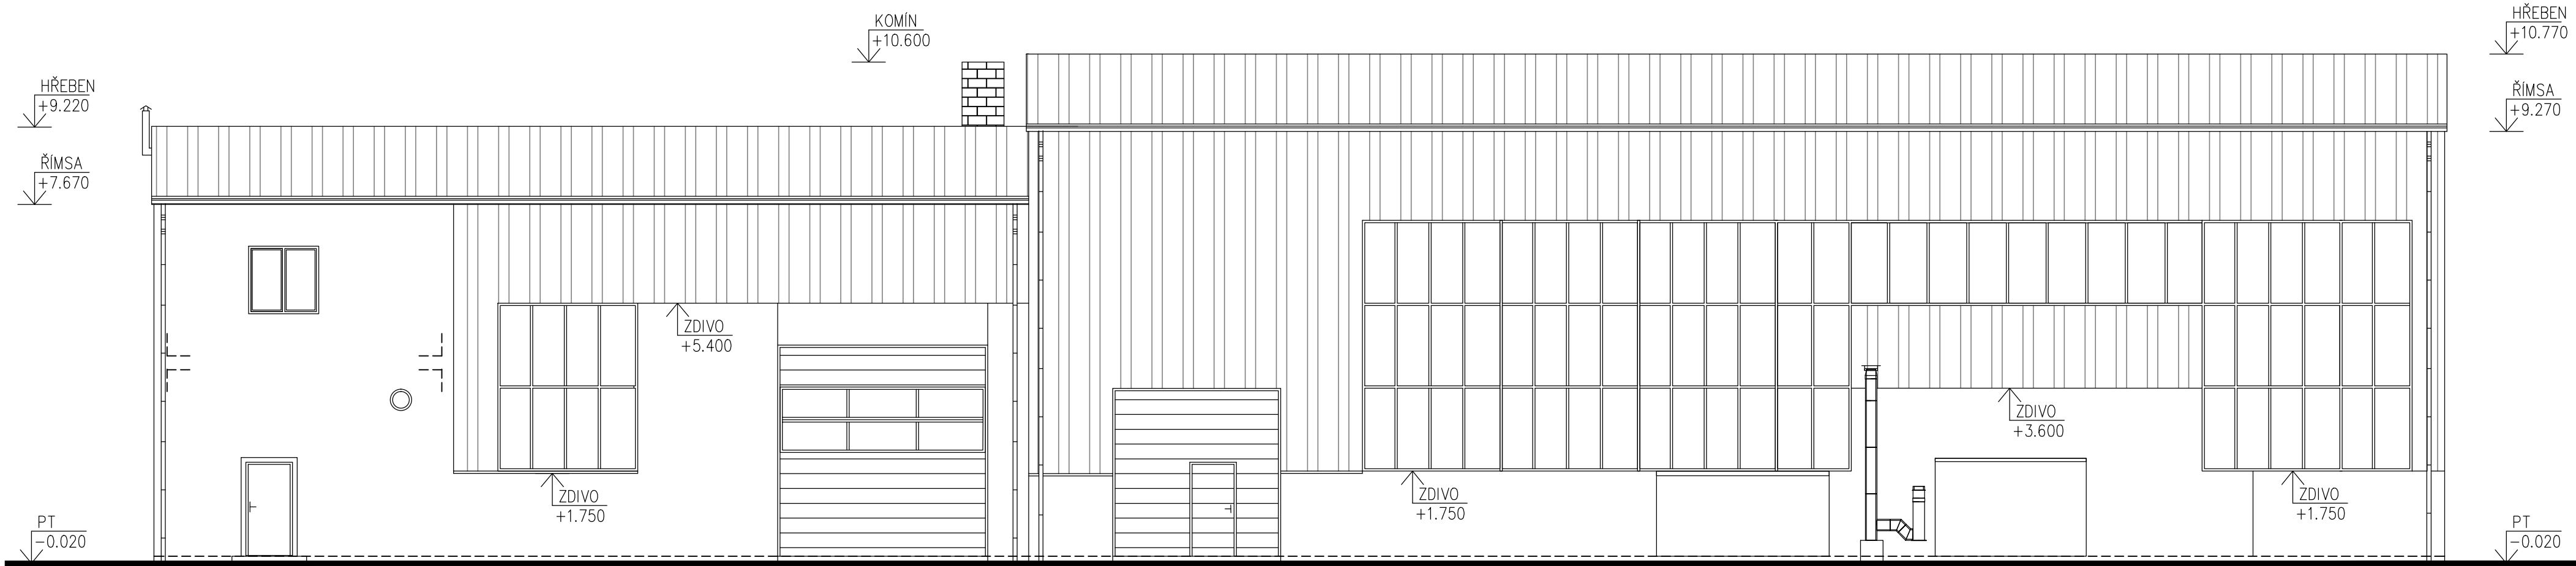 KOMÍN
+10.600
HŘEBEN
+10.770
HŘEBEN
+9.220
ŘÍMSA
+9.270
ŘÍMSA
+7.670
ZDIVO
+5.400
ZDIVO
+3.600
ZDIVO
+1.750
ZDIVO
+1.750
ZDIVO
+1.750
PT
-0.020
PT
-0.020